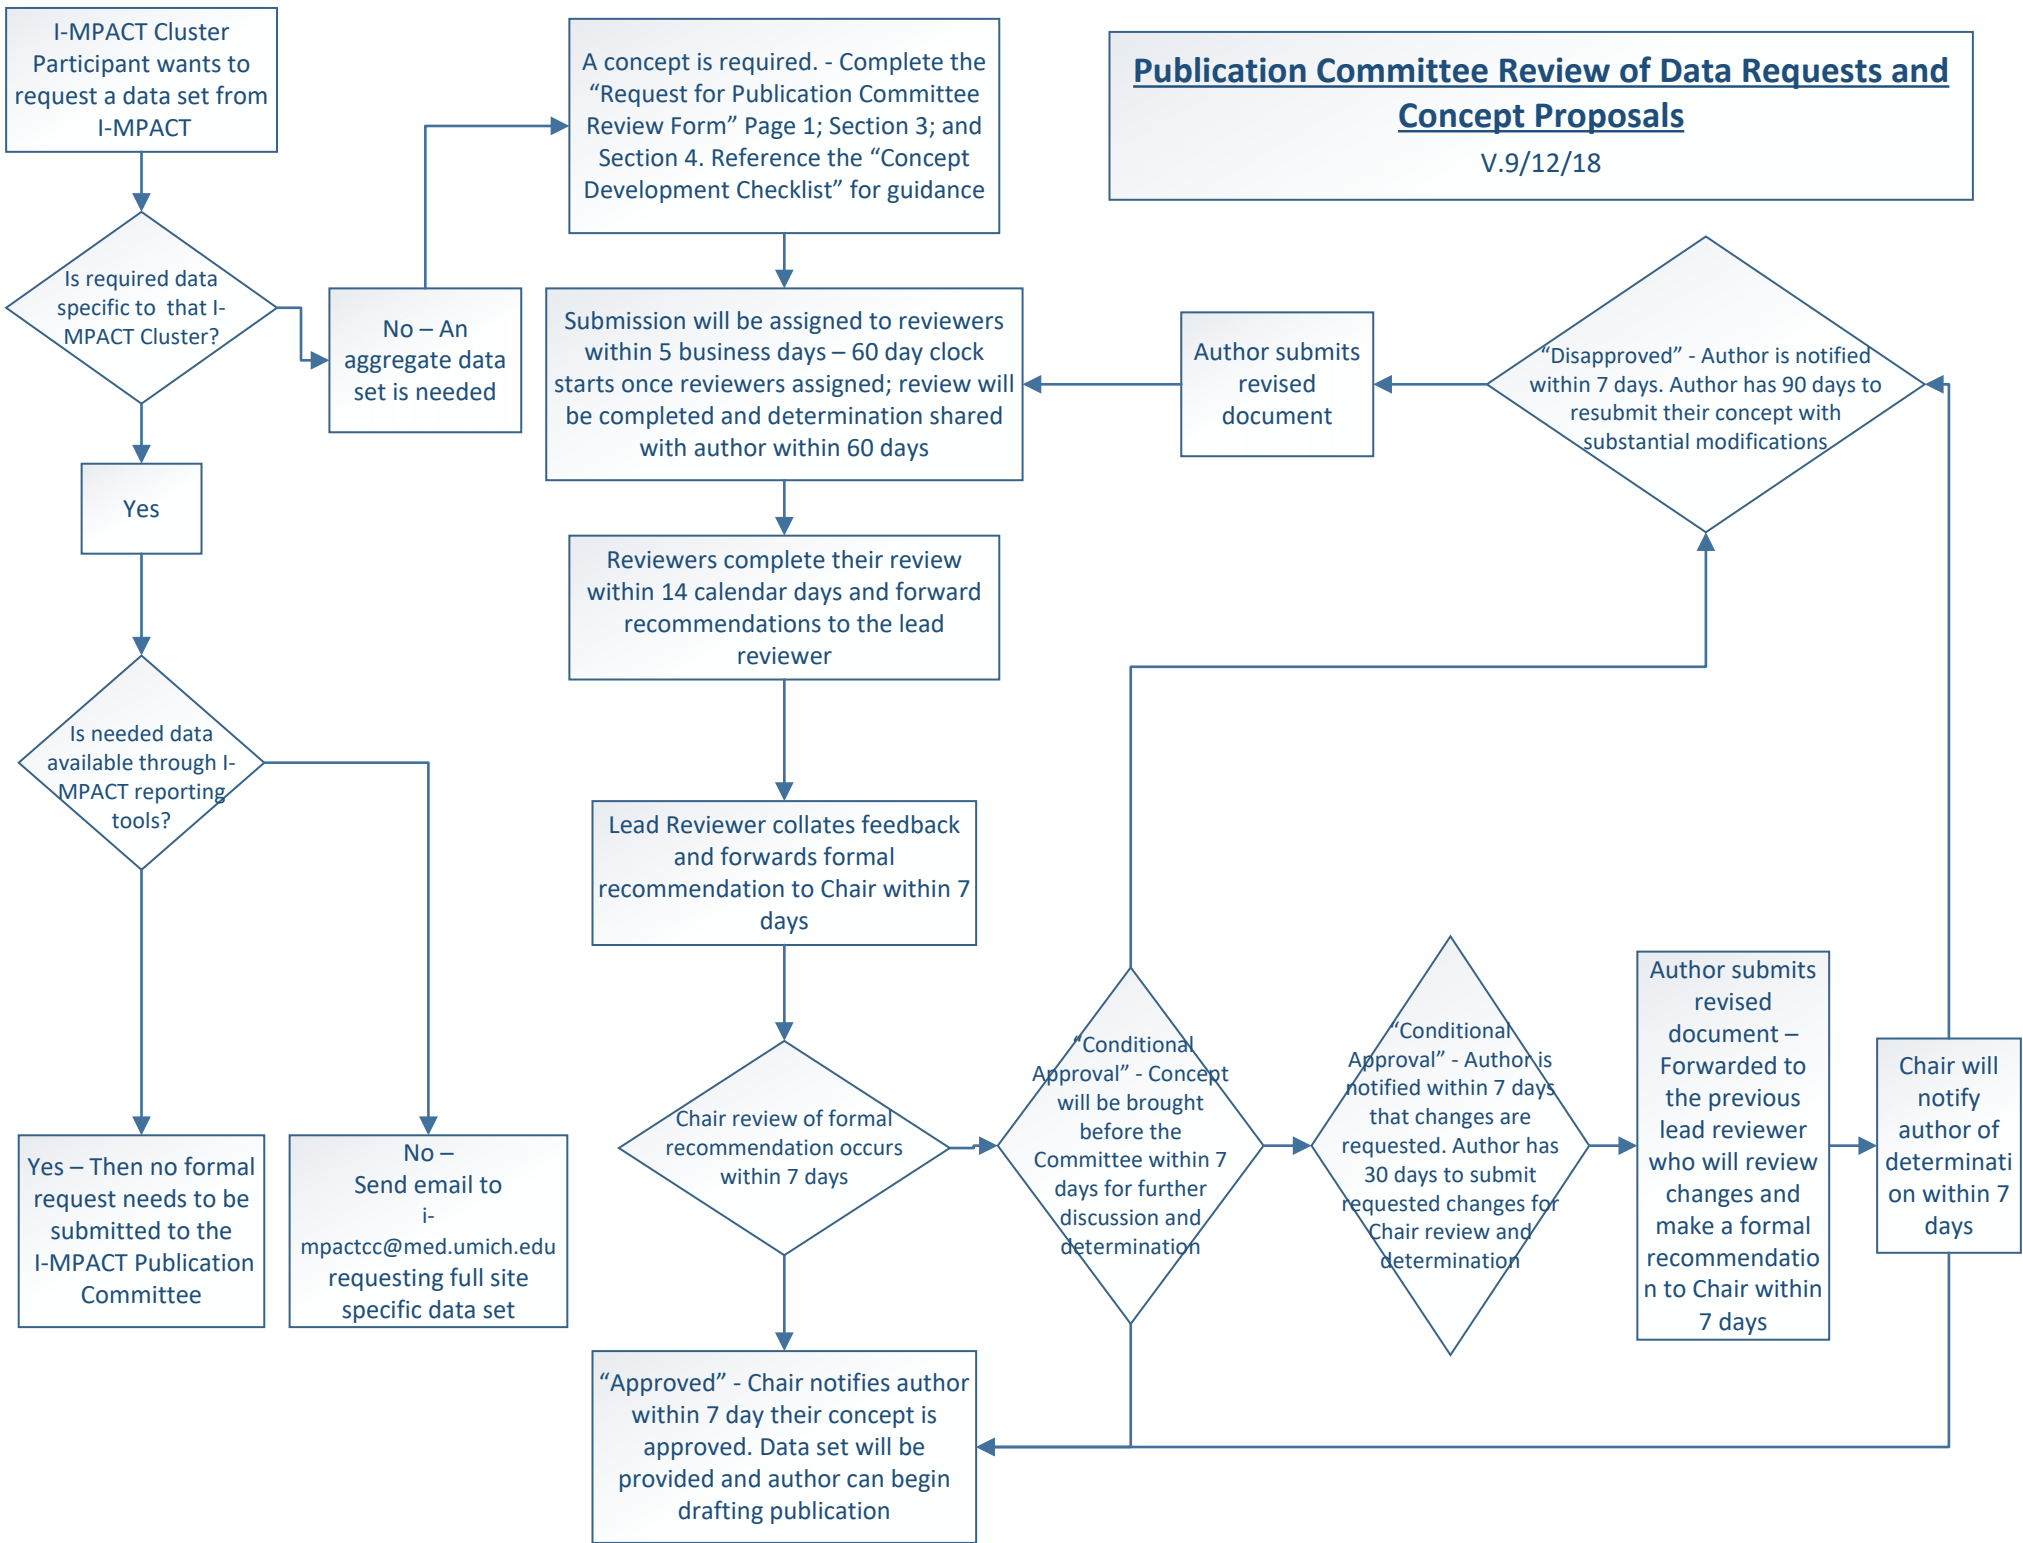 I-MPACT Cluster
Participant wants to
request a data set from
I-MPACT
A concept is required. - Complete the
“Request for Publication Committee
Review Form” Page 1; Section 3; and
Section 4. Reference the “Concept
Development Checklist” for guidance
Publication Committee Review of Data Requests and
Concept Proposals
V.9/12/18
Is required data
specific to  that I-
MPACT Cluster?
No – An
aggregate data
set is needed
Submission will be assigned to reviewers
within 5 business days – 60 day clock
starts once reviewers assigned; review will
be completed and determination shared
with author within 60 days
Author submits
revised
document
“Disapproved” - Author is notified
within 7 days. Author has 90 days to
resubmit their concept with
substantial modifications
Yes
Reviewers complete their review
within 14 calendar days and forward
recommendations to the lead
reviewer
Is needed data
available through I-
MPACT reporting
tools?
Lead Reviewer collates feedback
and forwards formal
recommendation to Chair within 7
days
Chair review of formal
recommendation occurs
within 7 days
“Conditional
Approval” - Concept
will be brought
before the
Committee within 7
days for further
discussion and
determination
“Conditional
Approval” - Author is
notified within 7 days
that changes are
requested. Author has
30 days to submit
requested changes for
Chair review and
determination
Author submits
revised
document –
Forwarded to
the previous
lead reviewer
who will review
changes and
make a formal
recommendatio
n to Chair within
7 days
Chair will
notify
author of
determinati
on within 7
days
Yes – Then no formal
request needs to be
submitted to the
I-MPACT Publication
Committee
No –
Send email to
i-
mpactcc@med.umich.edu
requesting full site
specific data set
“Approved” - Chair notifies author
within 7 day their concept is
approved. Data set will be
provided and author can begin
drafting publication